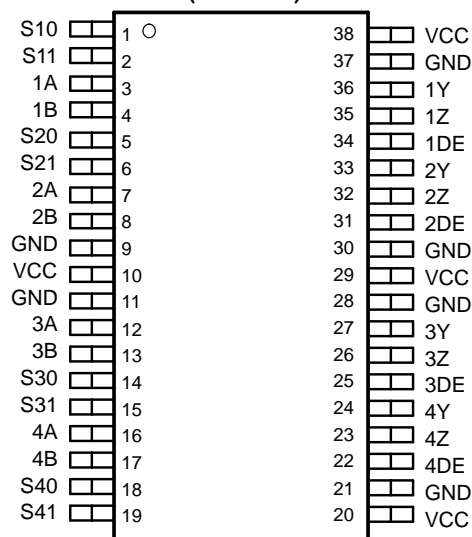 S10 1 38 VCC
S11 2 37 GND
1A 3 36 1Y
1B 4 35 1Z
S20 5 34 1DE
S21 6 33 2Y
2A 7 32 2Z
2B 8 31 2DE
GND 9 30 GND
VCC 10 29 VCC
GND 11 28 GND
3A 12 27 3Y
3B 13 26 3Z
S30 14 25 3DE
S31 15 24 4Y
4A 16 23 4Z
4B 17 22 4DE
S40 18 21 GND
S41 19 20 VCC